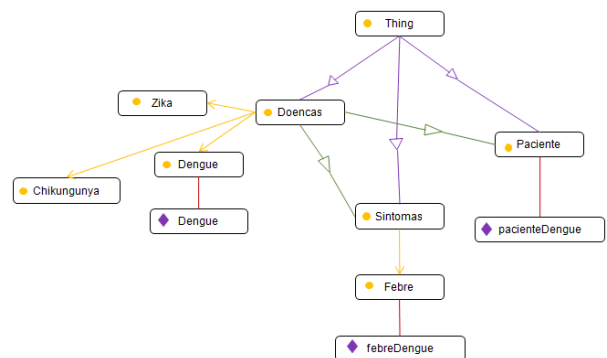 Thing
Zika
Doencas
Paciente
Dengue
Chikungunya
Dengue
Sintomas
pacienteDengue
Febre
febreDengue